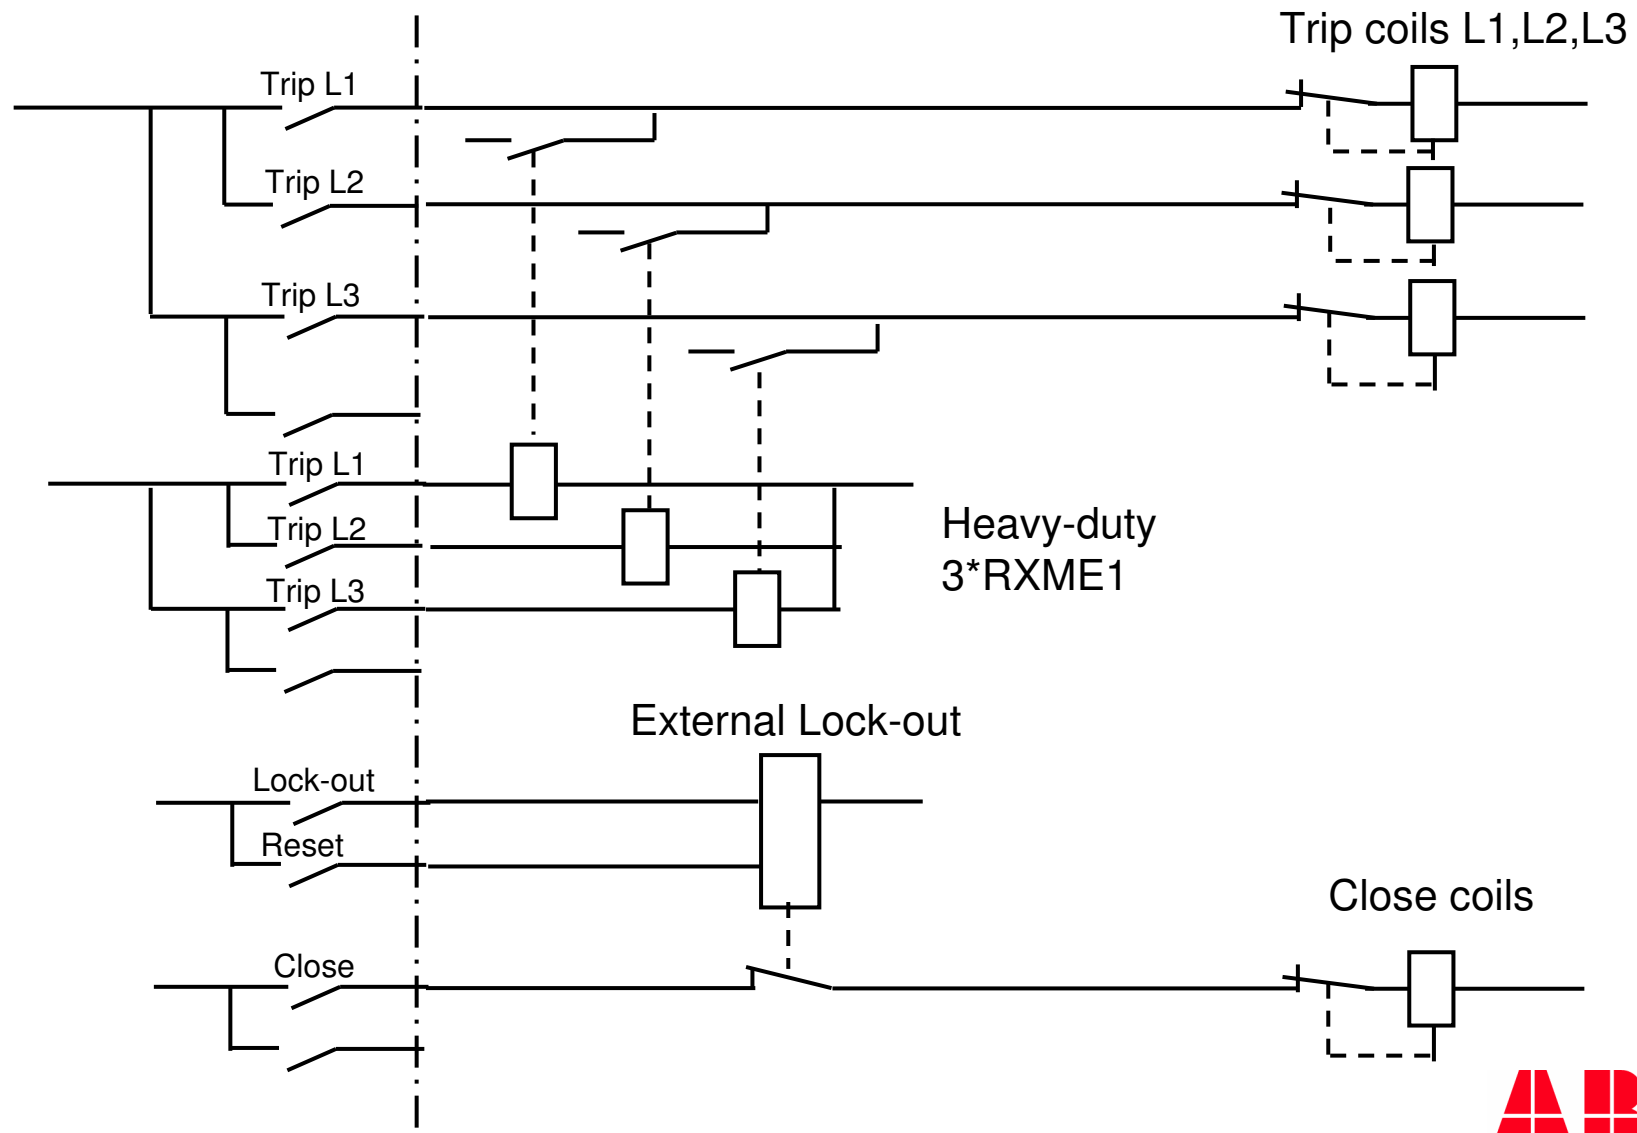 Trip coils L1,L2,L3
Trip L1
Trip L2
Trip L3
Trip L1
Trip L2
Trip L3
Heavy-duty
3*RXME1
External Lock-out
Lock-out
Reset
Close coils
Close